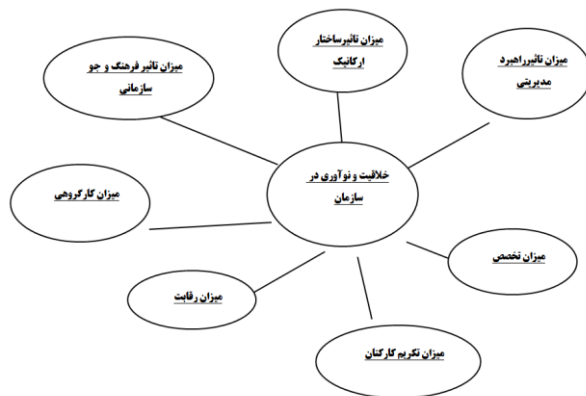 میزان تاثیرساختار
ارگانیک
میزان تاثیرراهبرد
مدیریتی
میزان تاثیر فرهنگ و جو
سازمانی
خلاقیت و نوآوری در
سازمان
میزان کارگروهی
میزان تخصص
میزان رقابت
میزان تکریم کارکنان